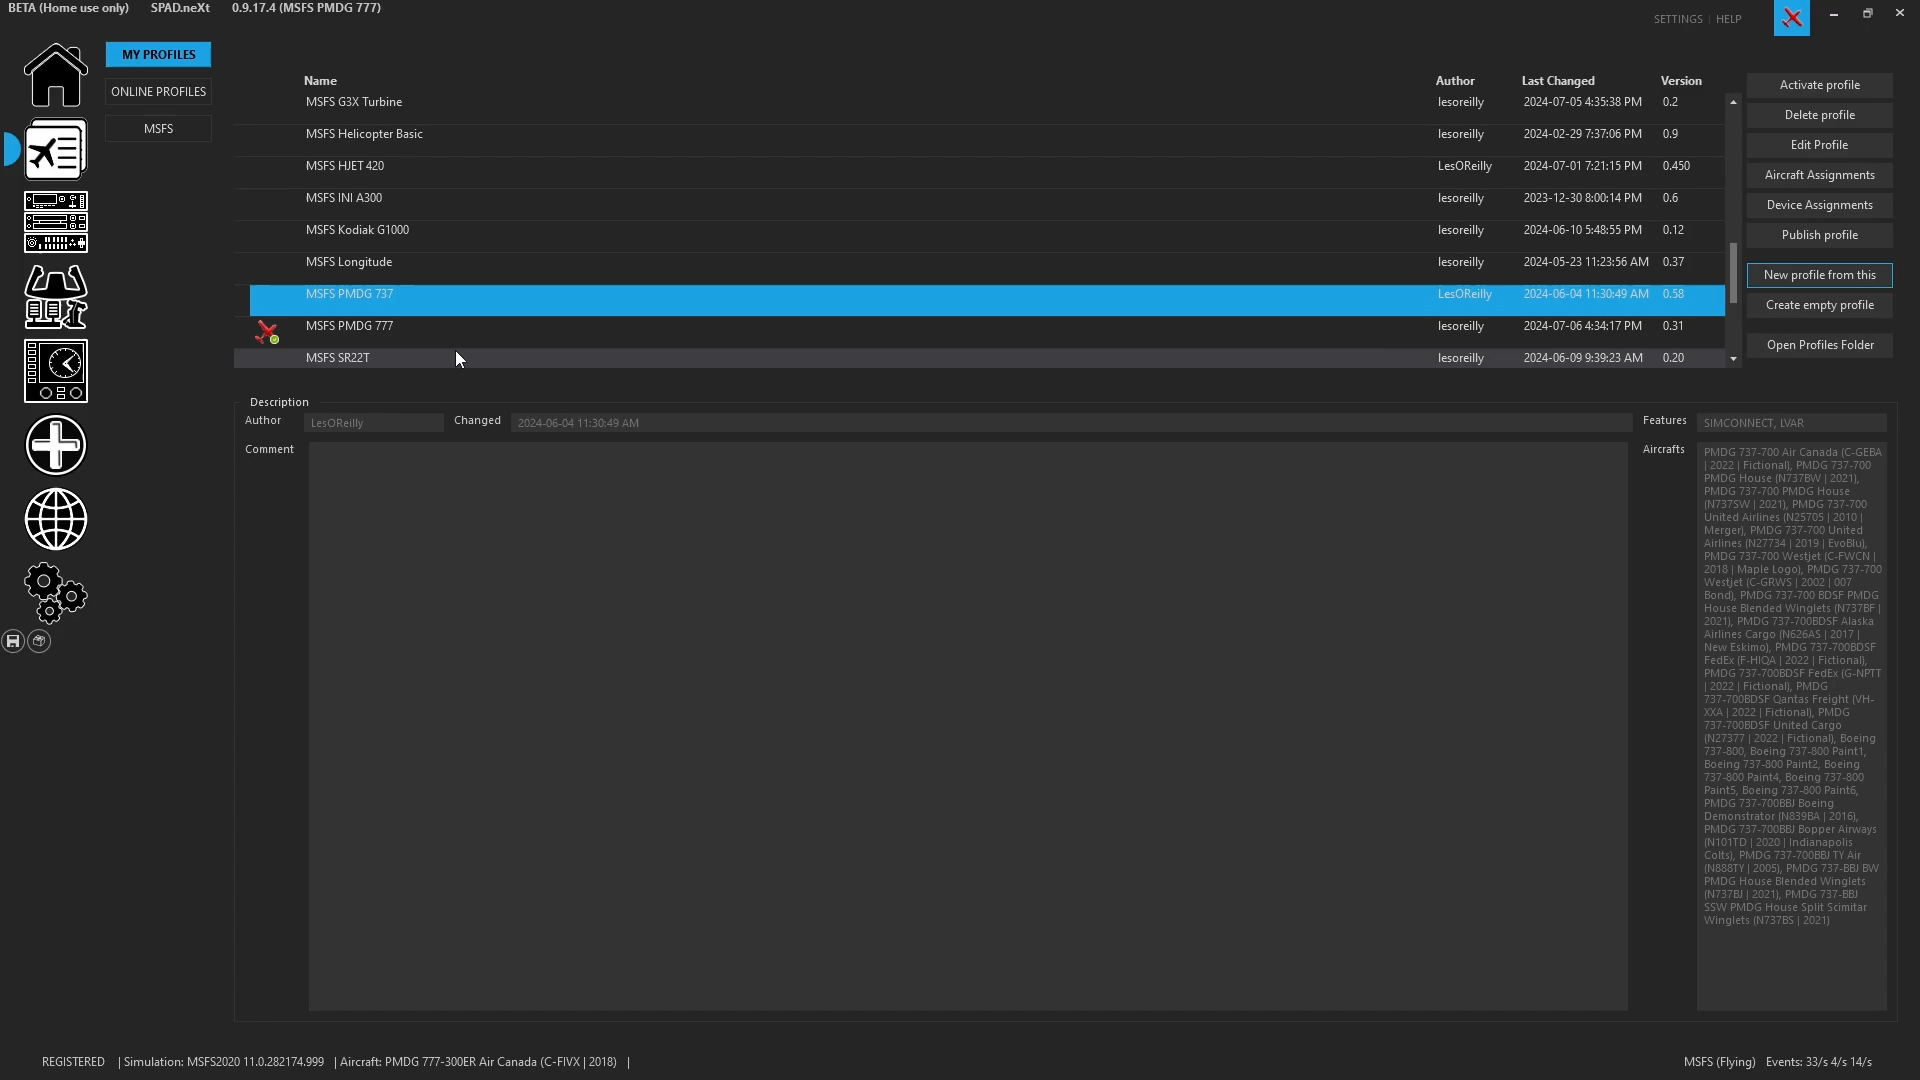 BETA (Home use only) SPAD.neXt 0.9.17.4 (MSFS PMDG 777)
SETTINGS | HELP
MY PROFILES
ONLINE PROFILES
MSFS
Name Author Last Changed Version
MSFS G3X Turbine lesoreilly 2024-07-05 4:35:38 PM 0.2
MSFS Helicopter Basic lesoreilly 2024-02-29 7:37:06 PM 0.9
MSFS HJET 420 LesOReilly 2024-07-01 7:21:15 PM 0.450
MSFS INI A300 lesoreilly 2023-12-30 8:00:14 PM 0.6
MSFS Kodiak G1000 lesoreilly 2024-06-10 5:48:55 PM 0.12
MSFS Longitude lesoreilly 2024-05-23 11:23:56 AM 0.37
MSFS PMDG 737 LesOReilly 2024-06-04 11:30:49 AM 0.58
MSFS PMDG 777 lesoreilly 2024-07-06 4:34:17 PM 0.31
MSFS SR22T lesoreilly 2024-06-09 9:39:23 AM 0.20
Activate profile
Delete profile
Edit Profile
Aircraft Assignments
Device Assignments
Publish profile
New profile from this
Create empty profile
Open Profiles Folder
Description
Author LesOReilly Changed 2024-06-04 11:30:49 AM Features SIMCONNECT, LVAR
Comment
Aircrafts
PMDG 737-700 Air Canada (C-GEBA
| 2022 | Fictional), PMDG 737-700
PMDG House (N737BW | 2021),
PMDG 737-700 PMDG House
(N737SW | 2021), PMDG 737-700
United Airlines (N25705 | 2010 |
Merger), PMDG 737-700 United
Airlines (N27734 | 2019 | EvoBlu),
PMDG 737-700 Westjet (C-FWCN |
2018 | Maple Logo), PMDG 737-700
Westjet (C-GRWS | 2002 | 007
Bond), PMDG 737-700 BDSF PMDG
House Blended Winglets (N737BF |
2021), PMDG 737-700BDSF Alaska
Airlines Cargo (N626AS | 2017 |
New Eskimo), PMDG 737-700BDSF
FedEx (F-HIQA | 2022 | Fictional),
PMDG 737-700BDSF FedEx (G-NPTT
| 2022 | Fictional), PMDG
737-700BDSF Qantas Freight (VH-
XXA | 2022 | Fictional), PMDG
737-700BDSF United Cargo
(N27377 | 2022 | Fictional), Boeing
737-800, Boeing 737-800 Paint1,
Boeing 737-800 Paint2, Boeing
737-800 Paint4, Boeing 737-800
Paint5, Boeing 737-800 Paint6,
PMDG 737-700BBJ Boeing
Demonstrator (N839BA | 2016),
PMDG 737-700BBJ Bopper Airways
(N101TD | 2020 | Indianapolis
Colts), PMDG 737-700BBJ TY Air
(N888TY | 2005), PMDG 737-BBJ BW
PMDG House Blended Winglets
(N737BJ | 2021), PMDG 737-BBJ
SSW PMDG House Split Scimitar
Winglets (N737BS | 2021)
REGISTERED | Simulation: MSFS2020 11.0.282174.999 | Aircraft: PMDG 777-300ER Air Canada (C-FIVX | 2018) |
MSFS (Flying) Events: 33/s 4/s 14/s